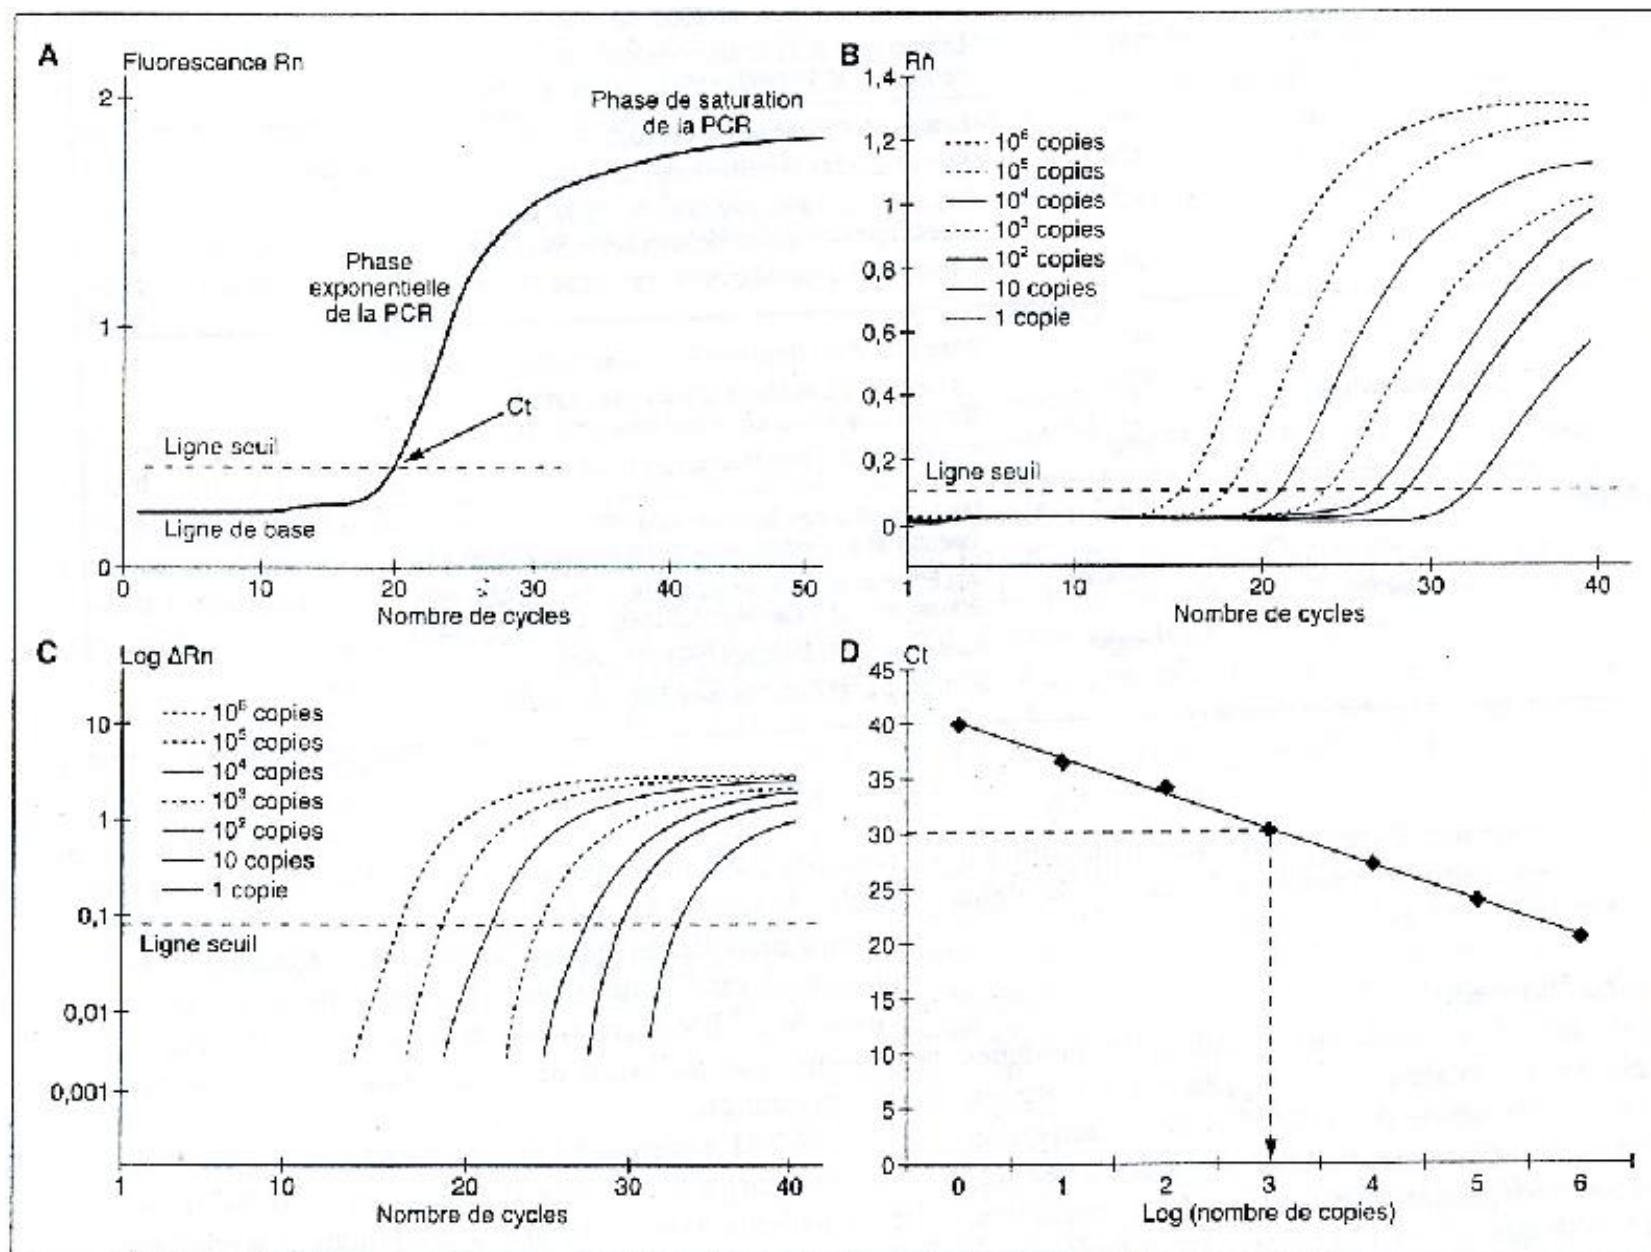 A
Fluorescence Rn
2
1
0
Phase de saturation
de la PCR
Phase
exponentielle
de la PCR
Ct
Ligne seuil
Ligne de base
0 10 20 30 40 50
Nombre de cycles
B
Rn
1,4
1,2
1
0,8
0,6
0,4
0,2
0
10⁶ copies
10⁵ copies
10⁴ copies
10³ copies
10² copies
10 copies
1 copie
Ligne seuil
1 10 20 30 40
Nombre de cycles
C
Log ΔRn
10
1
0,1
0,01
0,001
10⁶ copies
10⁵ copies
10⁴ copies
10³ copies
10² copies
10 copies
1 copie
Ligne seuil
1 10 20 30 40
Nombre de cycles
D
Ct
45
40
35
30
25
20
15
10
5
0
0 1 2 3 4 5 6
Log (nombre de copies)